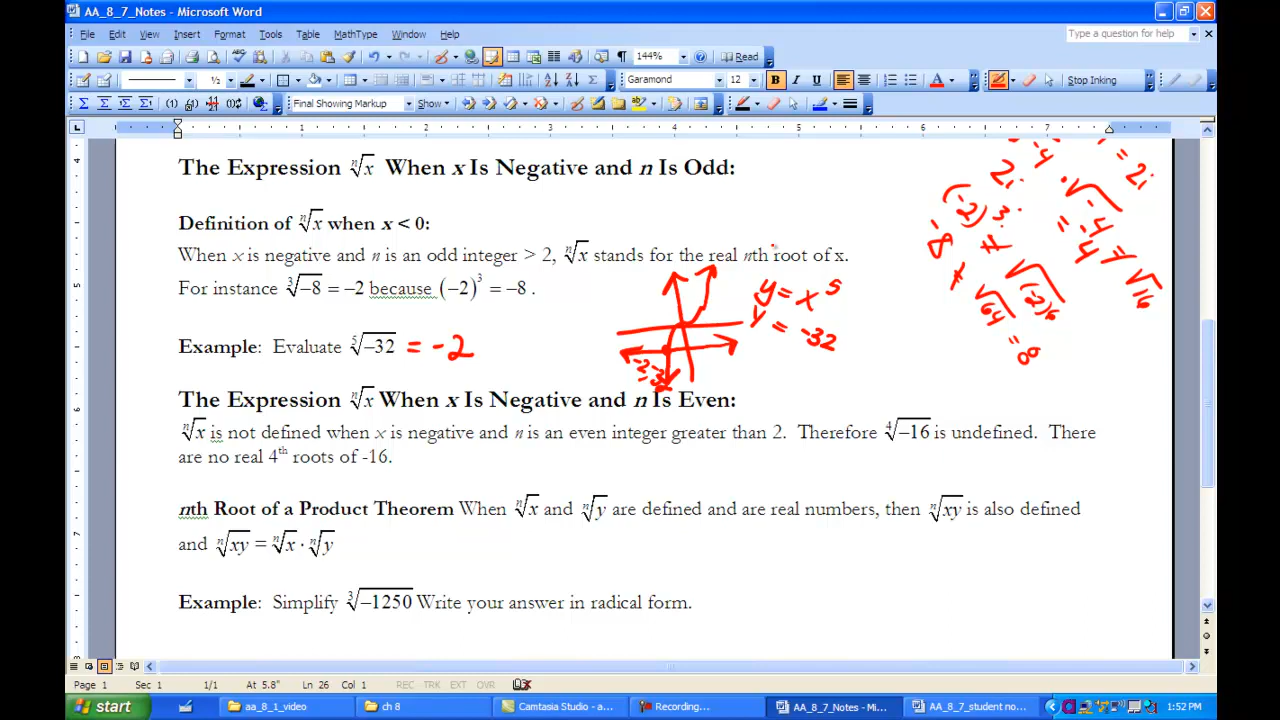 AA_8_7_Notes - Microsoft Word
File Edit View Insert Format Tools Table MathType Window Help
Type a question for help
144% Read Garamond 12 B I U Stop Inking
Final Showing Markup Show
1 2 3 4 5 6 7
The Expression ⁿ√x When x Is Negative and n Is Odd:
Definition of ⁿ√x when x < 0:
When x is negative and n is an odd integer > 2, ⁿ√x stands for the real nth root of x.
For instance ³√-8 = -2 because (-2)³ = -8 .
y = x⁵
y = -32
Example: Evaluate ⁵√-32 = -2
The Expression ⁿ√x When x Is Negative and n Is Even:
ⁿ√x is not defined when x is negative and n is an even integer greater than 2. Therefore ⁴√-16 is undefined. There
are no real 4th roots of -16.
nth Root of a Product Theorem When ⁿ√x and ⁿ√y are defined and are real numbers, then ⁿ√xy is also defined
and ⁿ√xy = ⁿ√x · ⁿ√y
Example: Simplify ³√-1250 Write your answer in radical form.
Page 1 Sec 1 1/1 At 5.8" Ln 26 Col 1 REC TRK EXT OVR
start aa_8_1_video ch 8 Camtasia Studio - a... Recording... AA_8_7_Notes - Mi... AA_8_7_student no... 1:52 PM